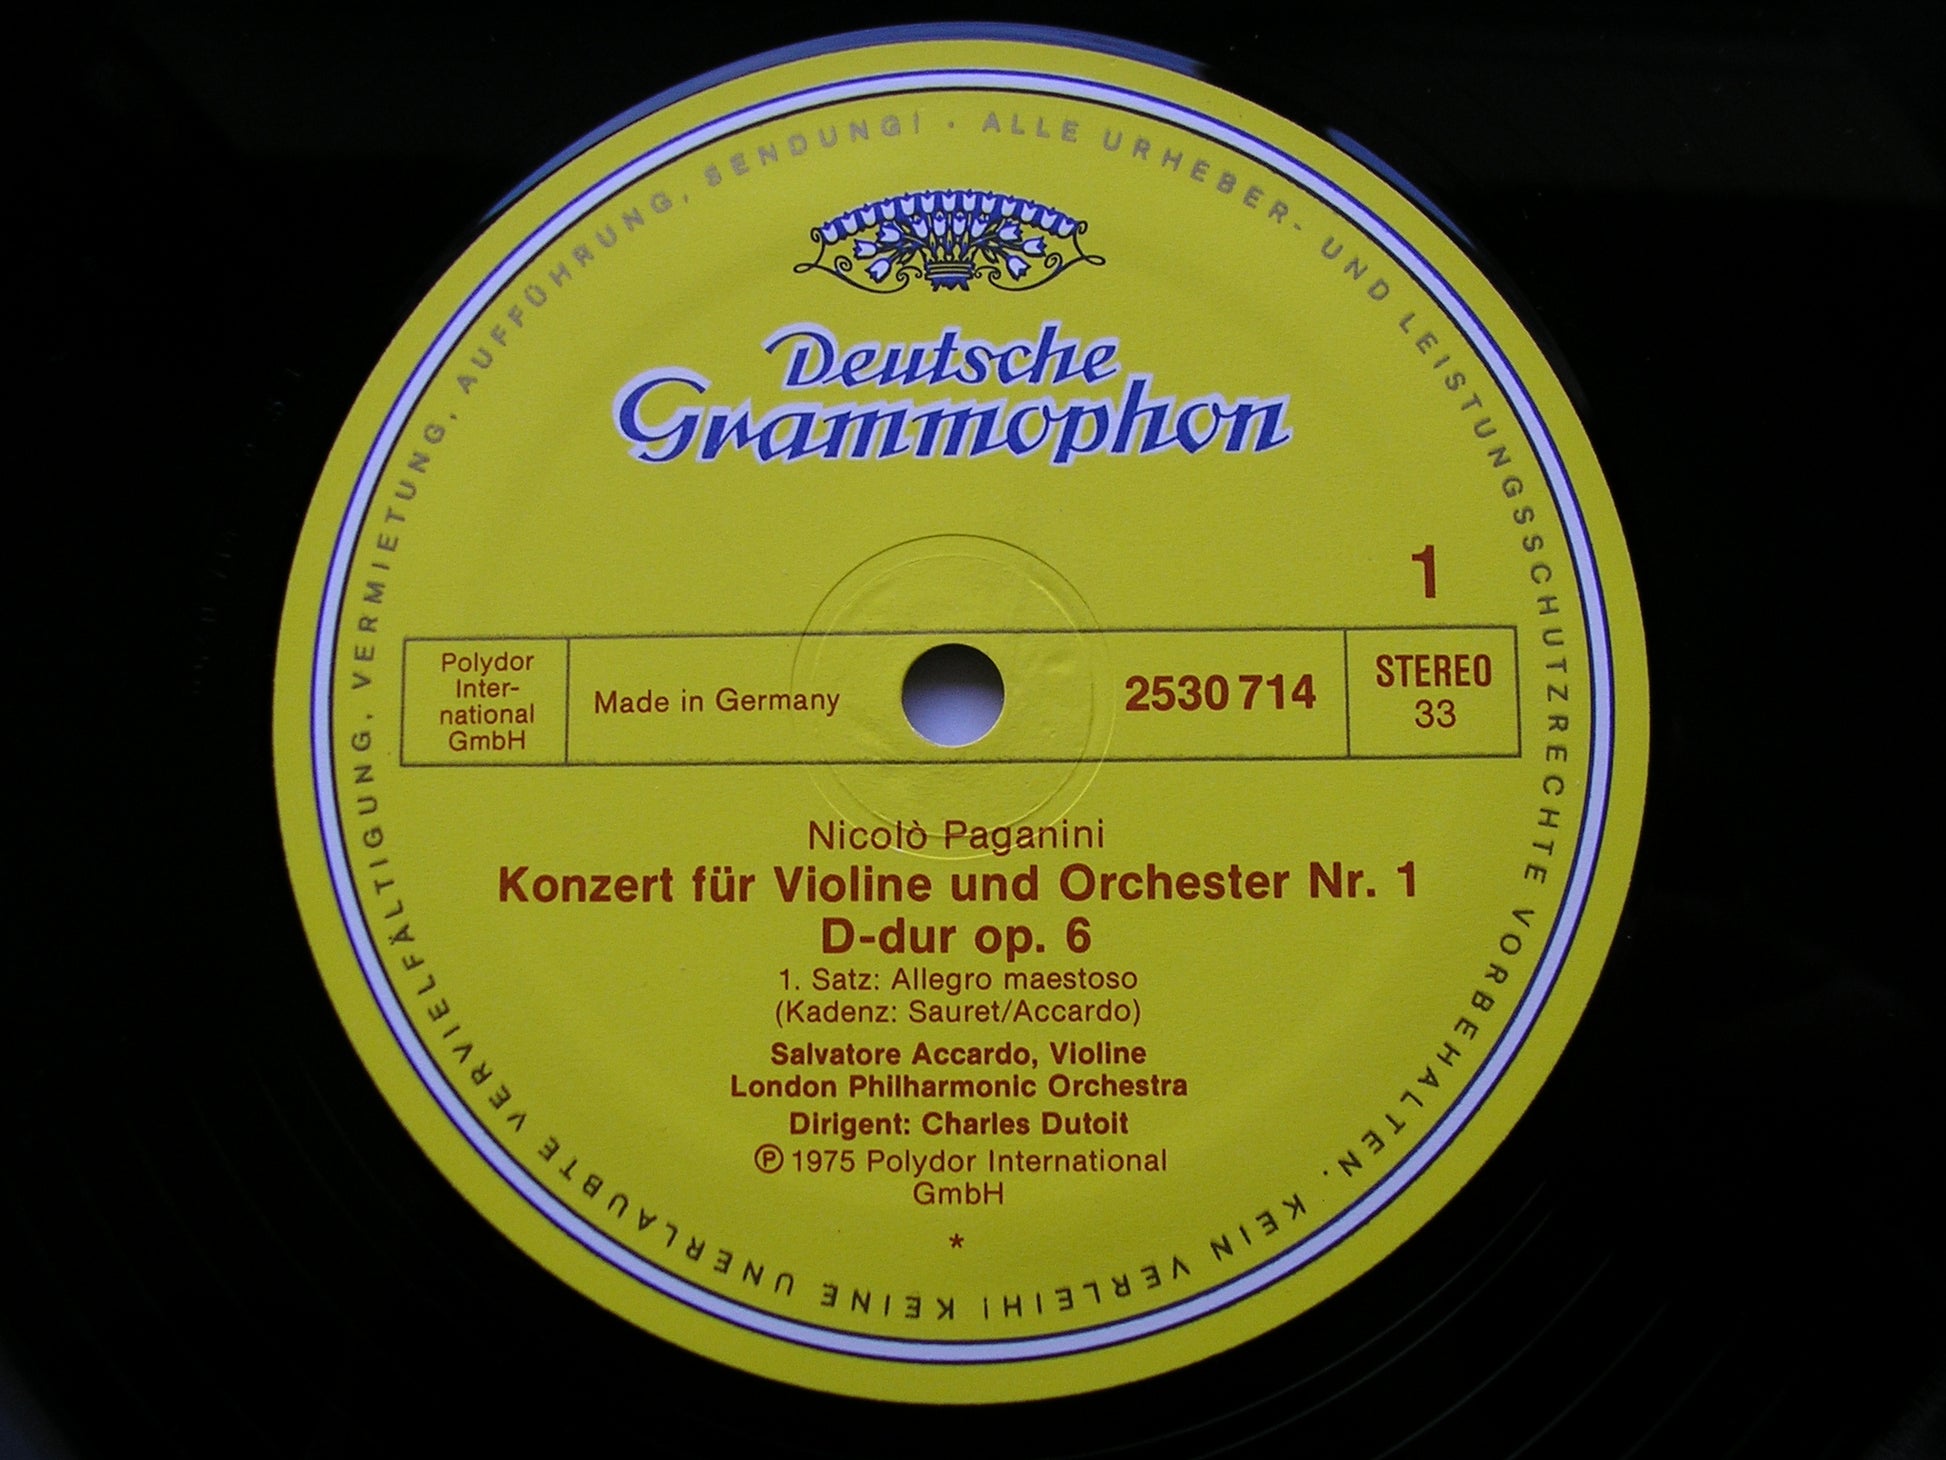 ALLE URHEBER- UND LEISTUNGSSCHUTZRECHTE VORBEHALTEN. KEIN VERLEIH! KEINE UNERLAUBTE VERVIELFÄLTIGUNG, VERMIETUNG, AUFFÜHRUNG, SENDUNG! ·
Deutsche
Grammophon
1
Polydor
Inter-
national
GmbH
Made in Germany
2530 714
STEREO
33
Nicolò Paganini
Konzert für Violine und Orchester Nr. 1
D-dur op. 6
1. Satz: Allegro maestoso
(Kadenz: Sauret/Accardo)
Salvatore Accardo, Violine
London Philharmonic Orchestra
Dirigent: Charles Dutoit
Ⓟ 1975 Polydor International
GmbH
*